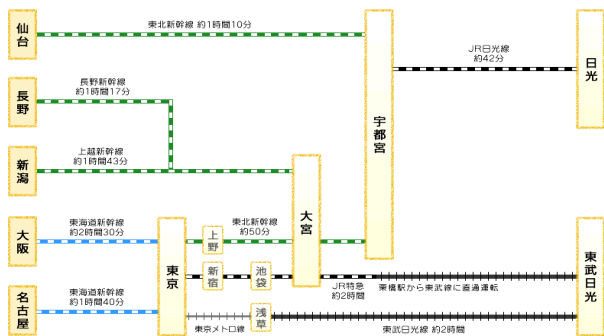 仙台
東北新幹線 約1時間10分
宇都宮
JR日光線
約42分
日光
長野
長野新幹線
約1時間17分
新潟
上越新幹線
約1時間43分
大宮
大阪
東海道新幹線
約2時間30分
東京
上野
東北新幹線
約50分
新宿
池袋
JR特急
約2時間
東橋駅から東武線に直通運転
東武日光
名古屋
東海道新幹線
約1時間40分
東京メトロ線
浅草
東武日光線 約2時間